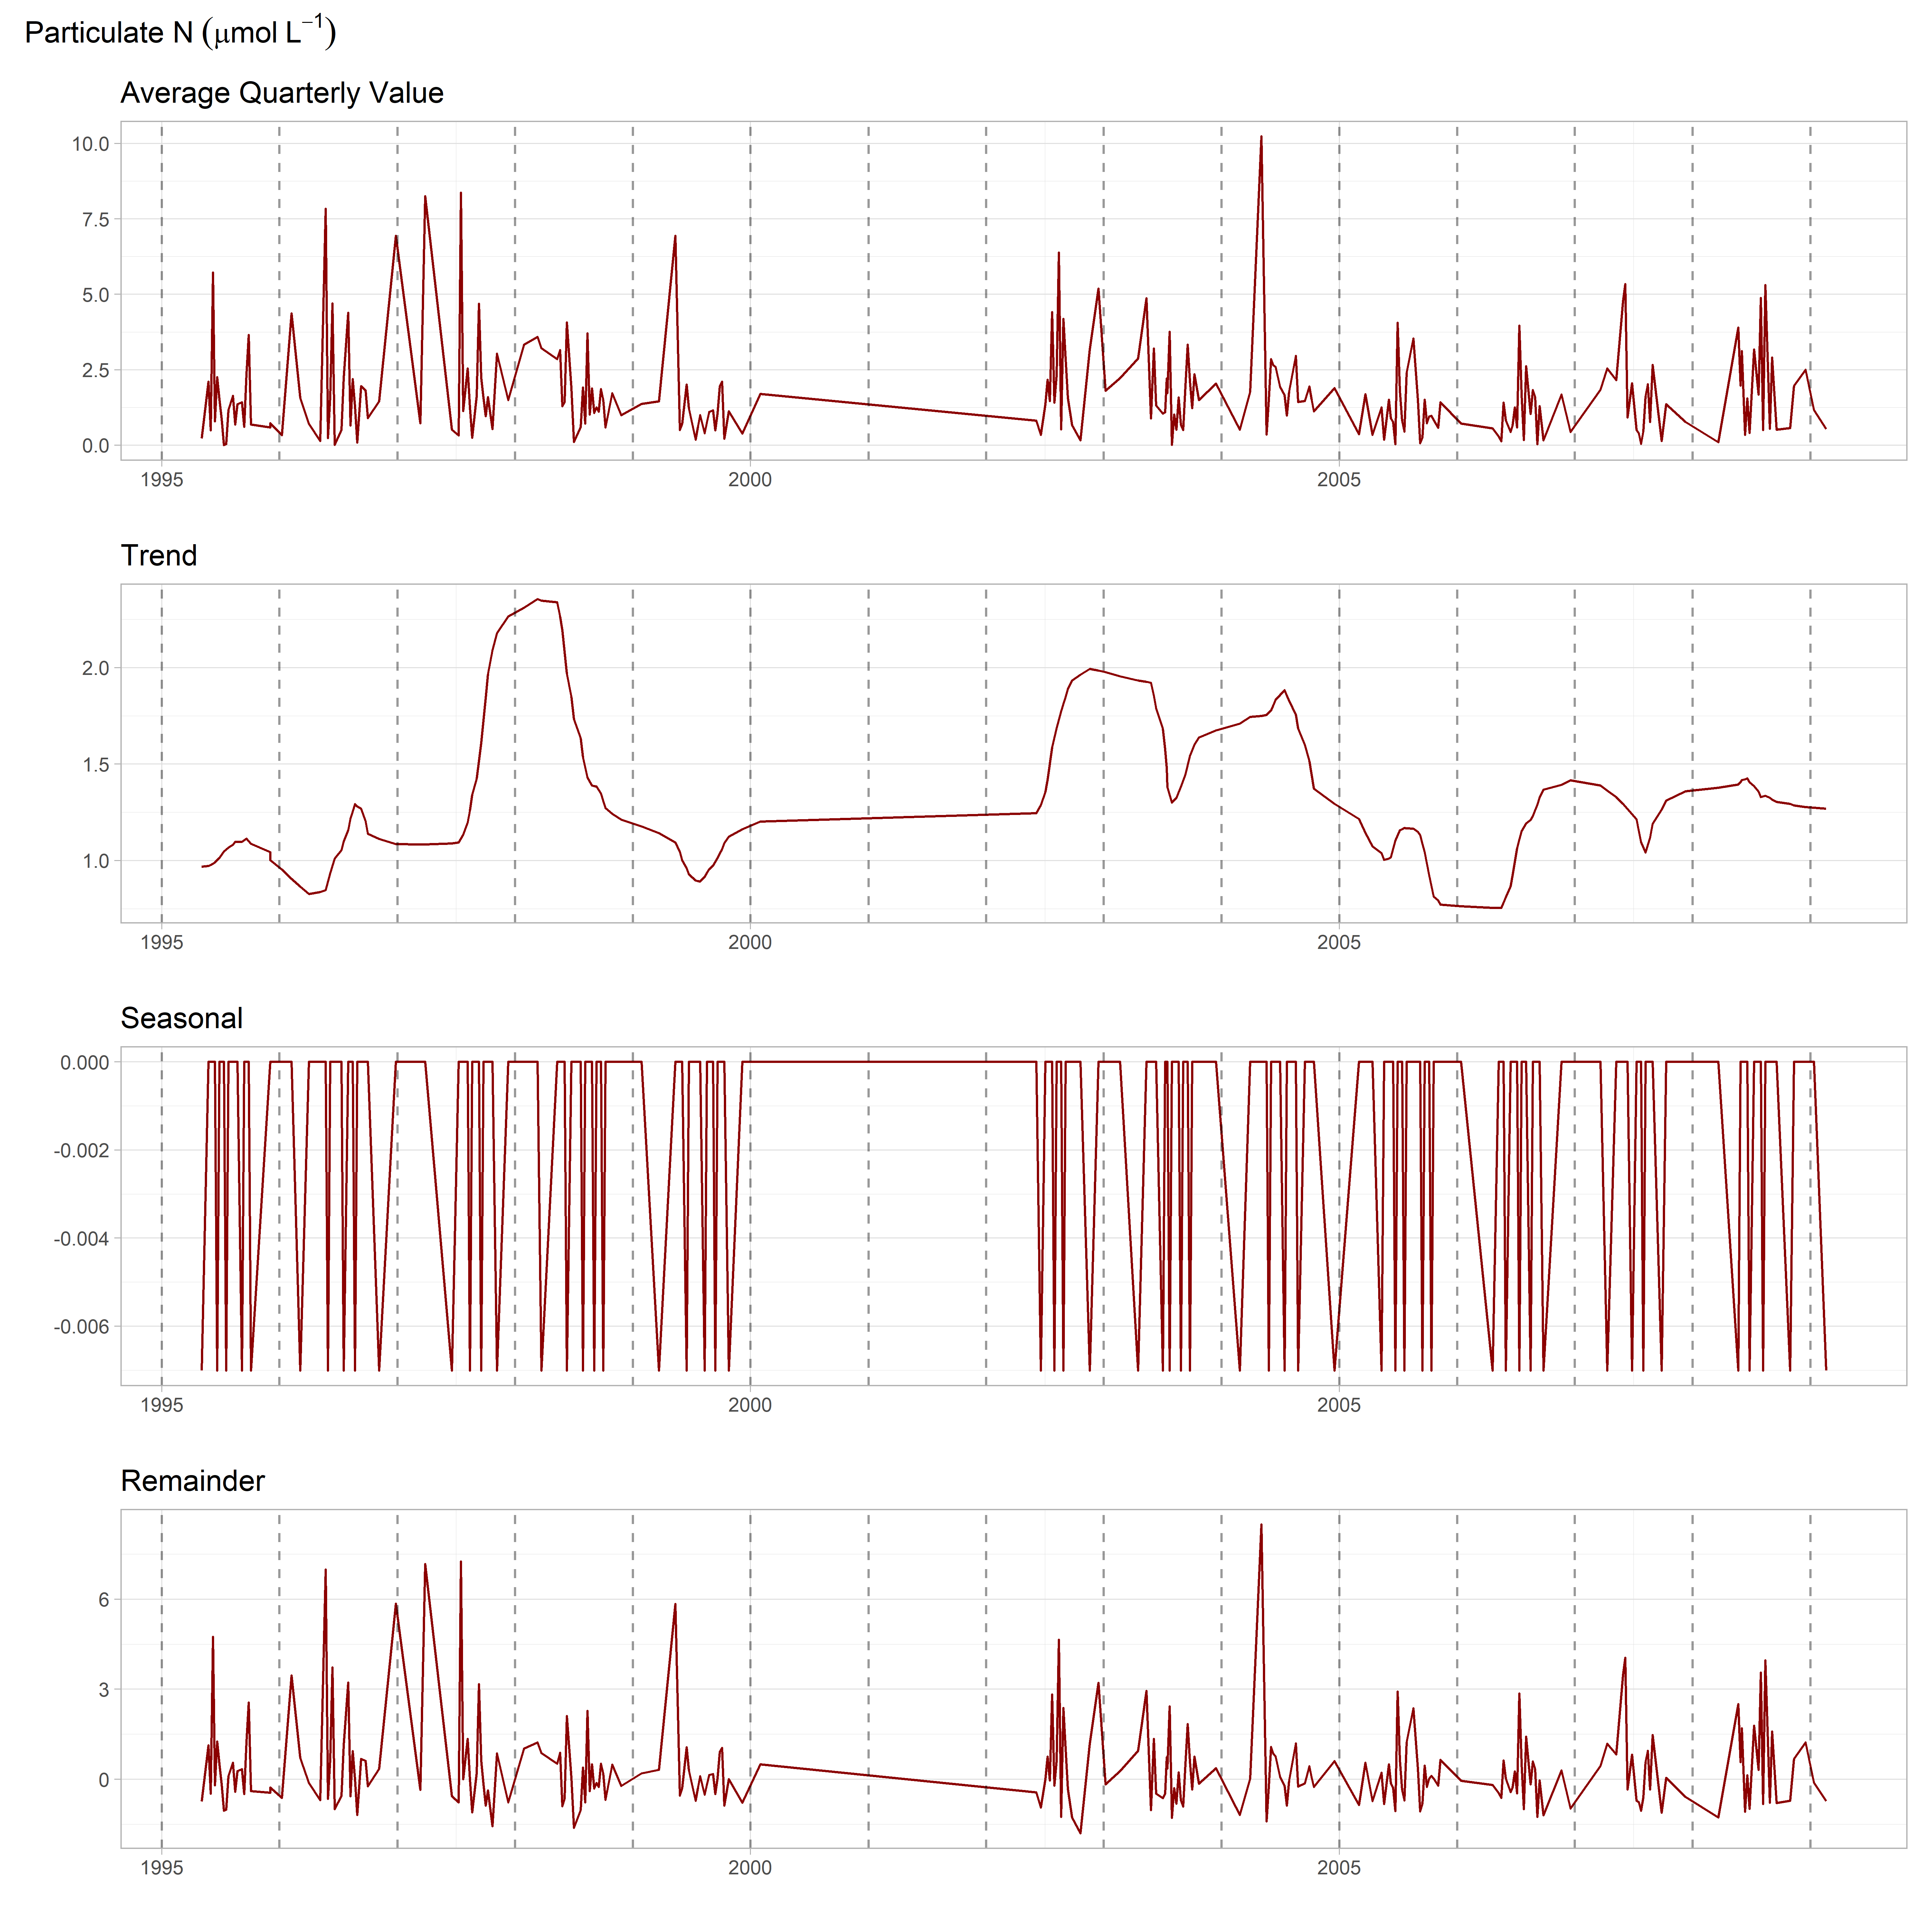 Particulate N (μmol L⁻¹)
Average Quarterly Value
10.0
7.5
5.0
2.5
0.0
1995 2000 2005
Trend
2.0
1.5
1.0
1995 2000 2005
Seasonal
0.000
-0.002
-0.004
-0.006
1995 2000 2005
Remainder
6
3
0
1995 2000 2005